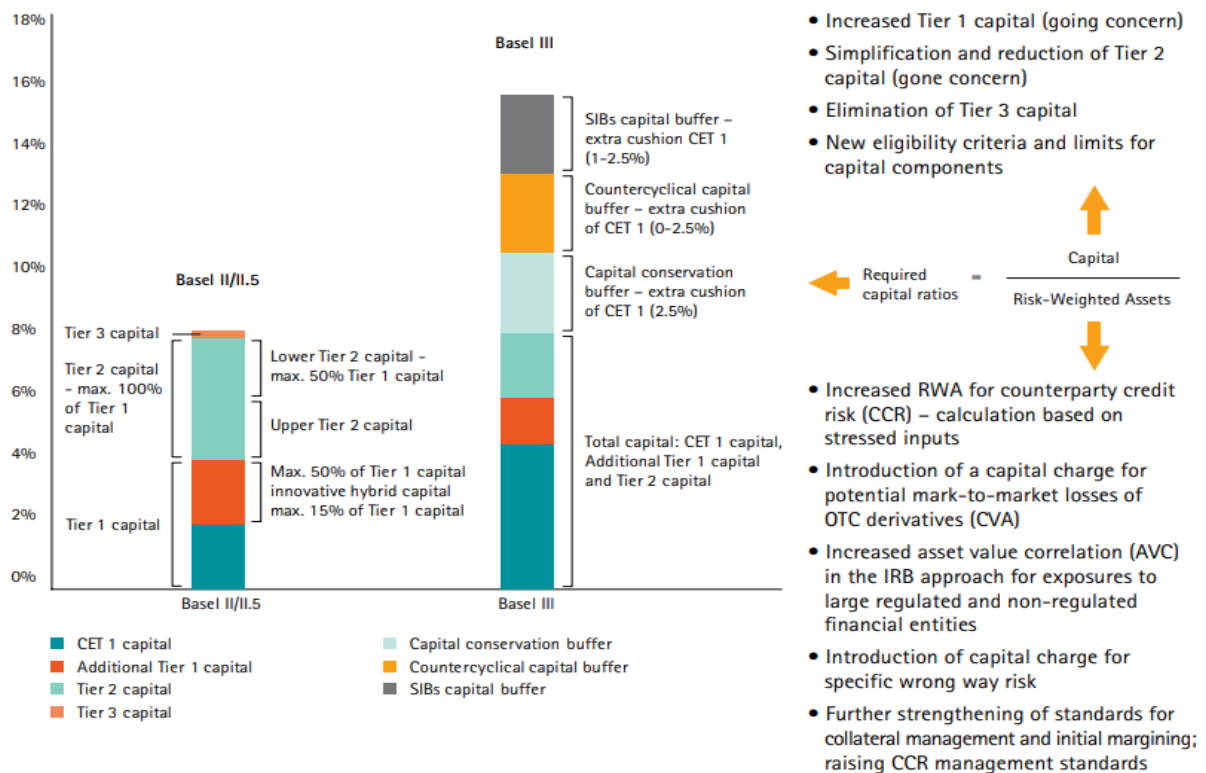 18%
16%
14%
12%
10%
8%
6%
4%
2%
0%
Basel II/II.5
Tier 3 capital
Tier 2 capital
- max. 100%
of Tier 1
capital
Tier 1 capital
Lower Tier 2 capital -
max. 50% Tier 1 capital
Upper Tier 2 capital
Max. 50% of Tier 1 capital
innovative hybrid capital
max. 15% of Tier 1 capital
Basel II/II.5
Basel III
SIBs capital buffer –
extra cushion CET 1
(1-2.5%)
Countercyclical capital
buffer – extra cushion
of CET 1 (0-2.5%)
Capital conservation
buffer – extra cushion
of CET 1 (2.5%)
Total capital: CET 1 capital,
Additional Tier 1 capital
and Tier 2 capital
Basel III
CET 1 capital
Additional Tier 1 capital
Tier 2 capital
Tier 3 capital
Capital conservation buffer
Countercyclical capital buffer
SIBs capital buffer
• Increased Tier 1 capital (going concern)
• Simplification and reduction of Tier 2
capital (gone concern)
• Elimination of Tier 3 capital
• New eligibility criteria and limits for
capital components
Required
capital ratios
=
Capital
Risk-Weighted Assets
• Increased RWA for counterparty credit
risk (CCR) – calculation based on
stressed inputs
• Introduction of a capital charge for
potential mark-to-market losses of
OTC derivatives (CVA)
• Increased asset value correlation (AVC)
in the IRB approach for exposures to
large regulated and non-regulated
financial entities
• Introduction of capital charge for
specific wrong way risk
• Further strengthening of standards for
collateral management and initial margining;
raising CCR management standards